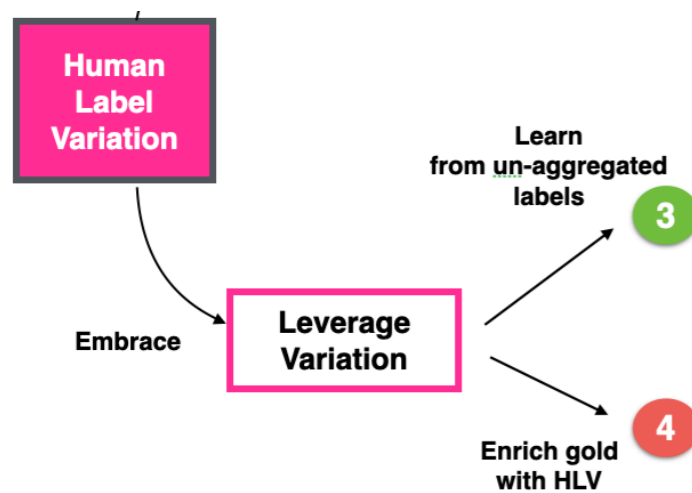 Human
Label
Variation
Learn
from un-aggregated
labels
3
Embrace
Leverage
Variation
4
Enrich gold
with HLV